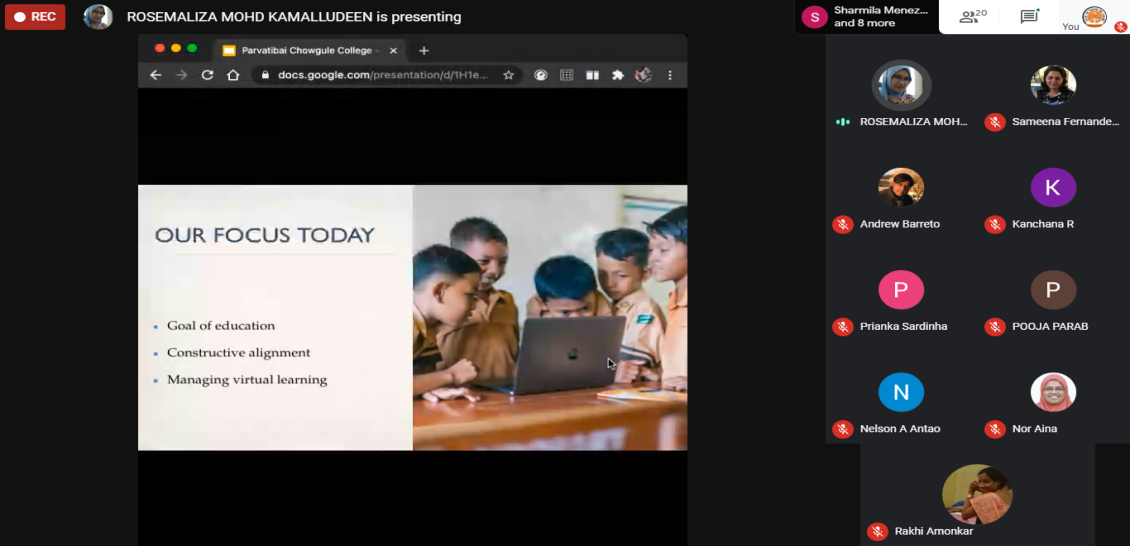 REC
ROSEMALIZA MOHD KAMALLUDEEN is presenting
Sharmila Menez...
and 8 more
S
20
You
Parvatibai Chowgule College -
docs.google.com/presentation/d/1H1e...
OUR FOCUS TODAY
Goal of education
Constructive alignment
Managing virtual learning
ROSEMALIZA MOH...
Sameena Fernande...
Andrew Barreto
K
Kanchana R
P
Prianka Sardinha
P
POOJA PARAB
N
Nelson A Antao
Nor Aina
Rakhi Amonkar